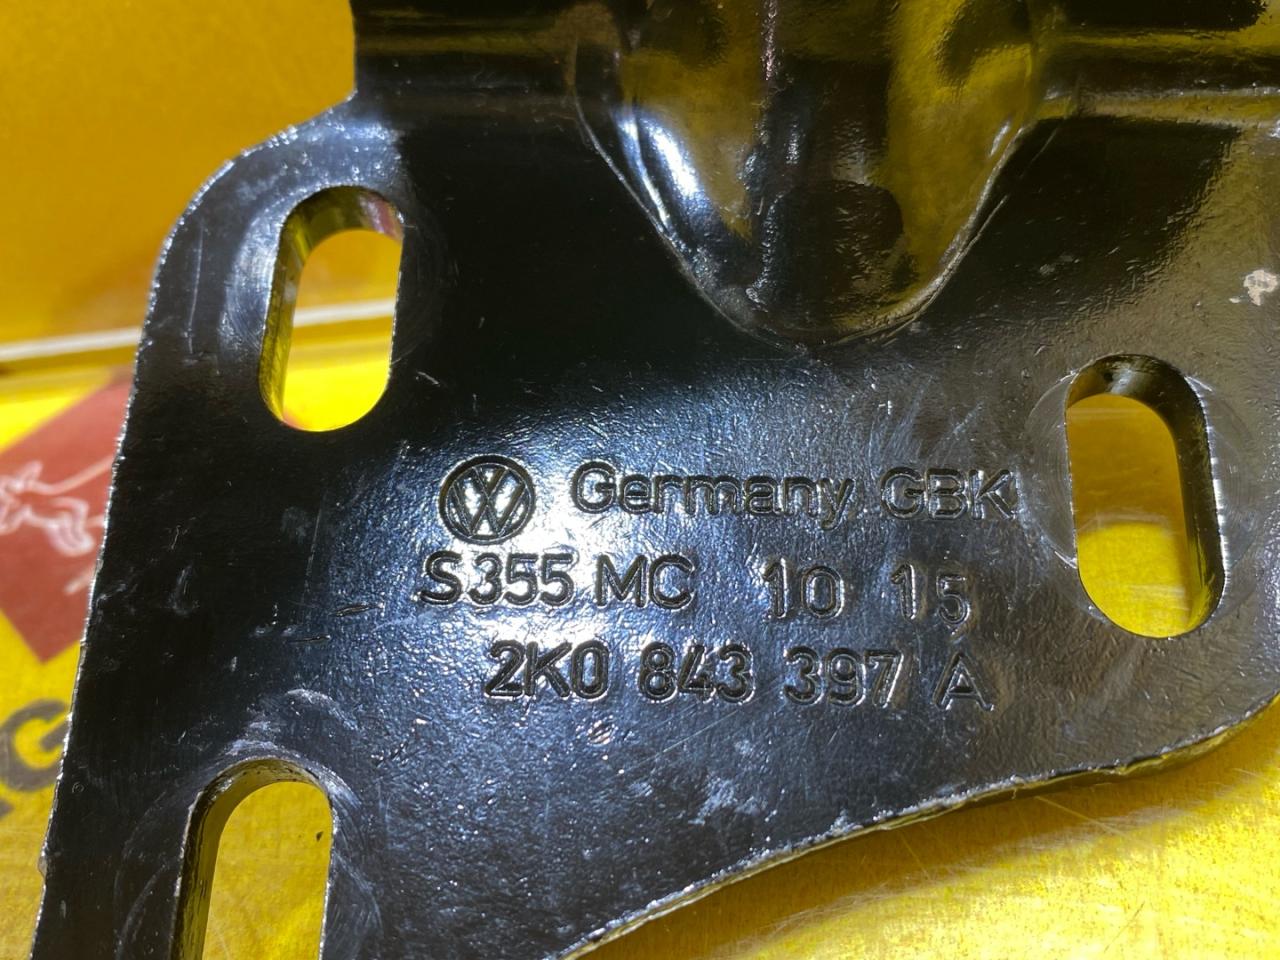 Germany GBK
S355 MC 10 15
2K0 843 397 A